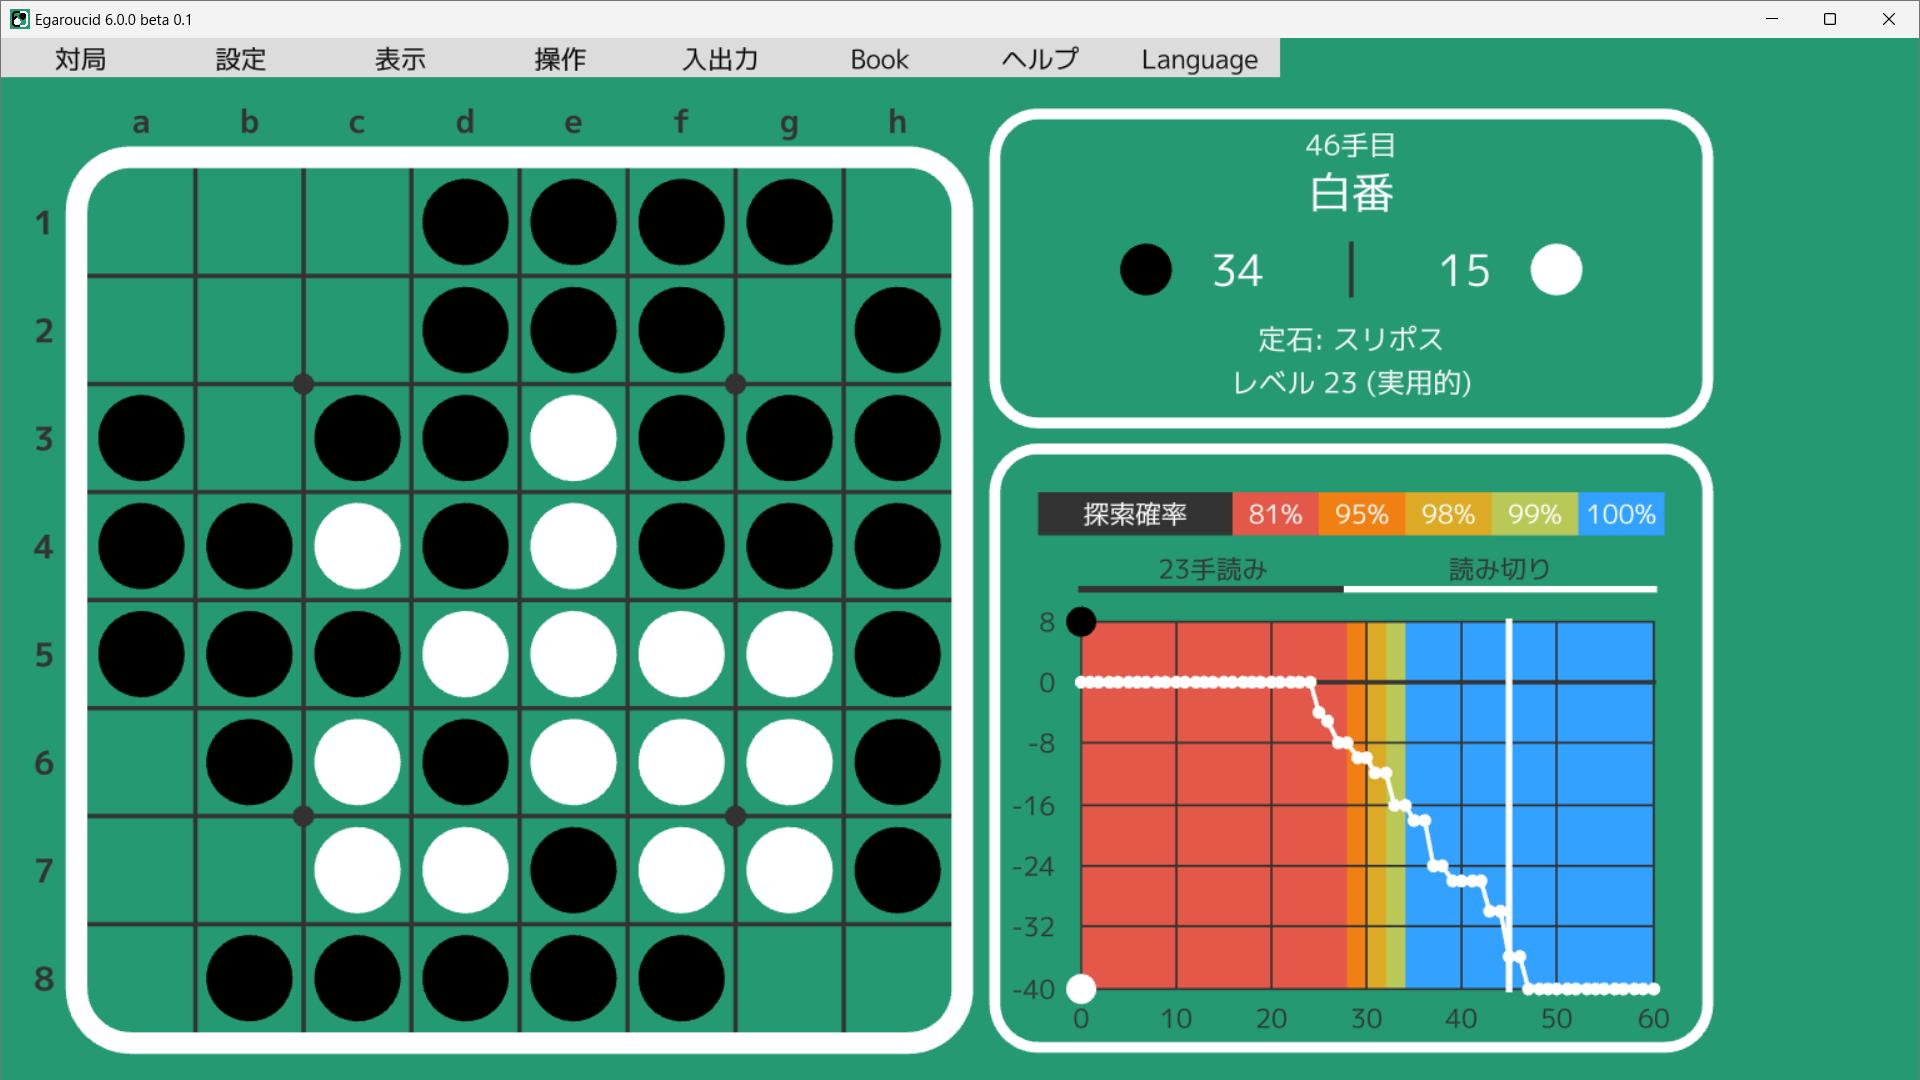 Egaroucid 6.0.0 beta 0.1
対局 設定 表示 操作 入出力 Book ヘルプ Language
a b c d e f g h
1
2
3
4
5
6
7
8
46手目
白番
34 15
定石: スリポス
レベル 23 (実用的)
探索確率 81% 95% 98% 99% 100%
23手読み 読み切り
8
0
-8
-16
-24
-32
-40
0 10 20 30 40 50 60